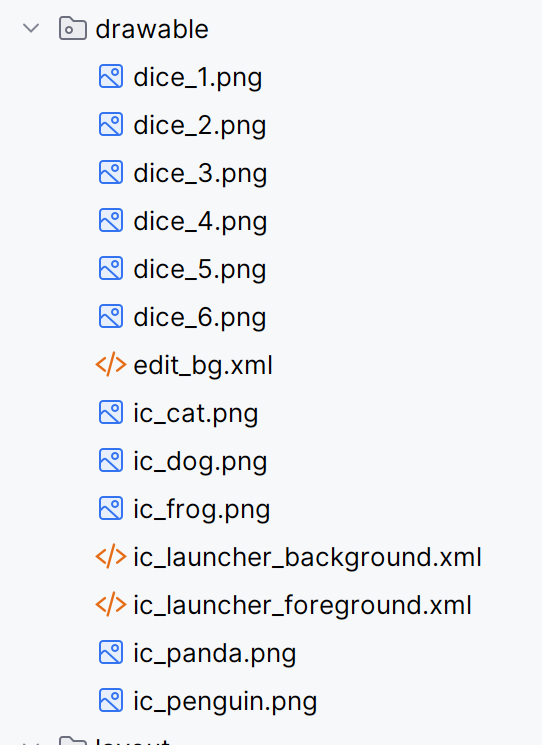 drawable
dice_1.png
dice_2.png
dice_3.png
dice_4.png
dice_5.png
dice_6.png
edit_bg.xml
ic_cat.png
ic_dog.png
ic_frog.png
ic_launcher_background.xml
ic_launcher_foreground.xml
ic_panda.png
ic_penguin.png